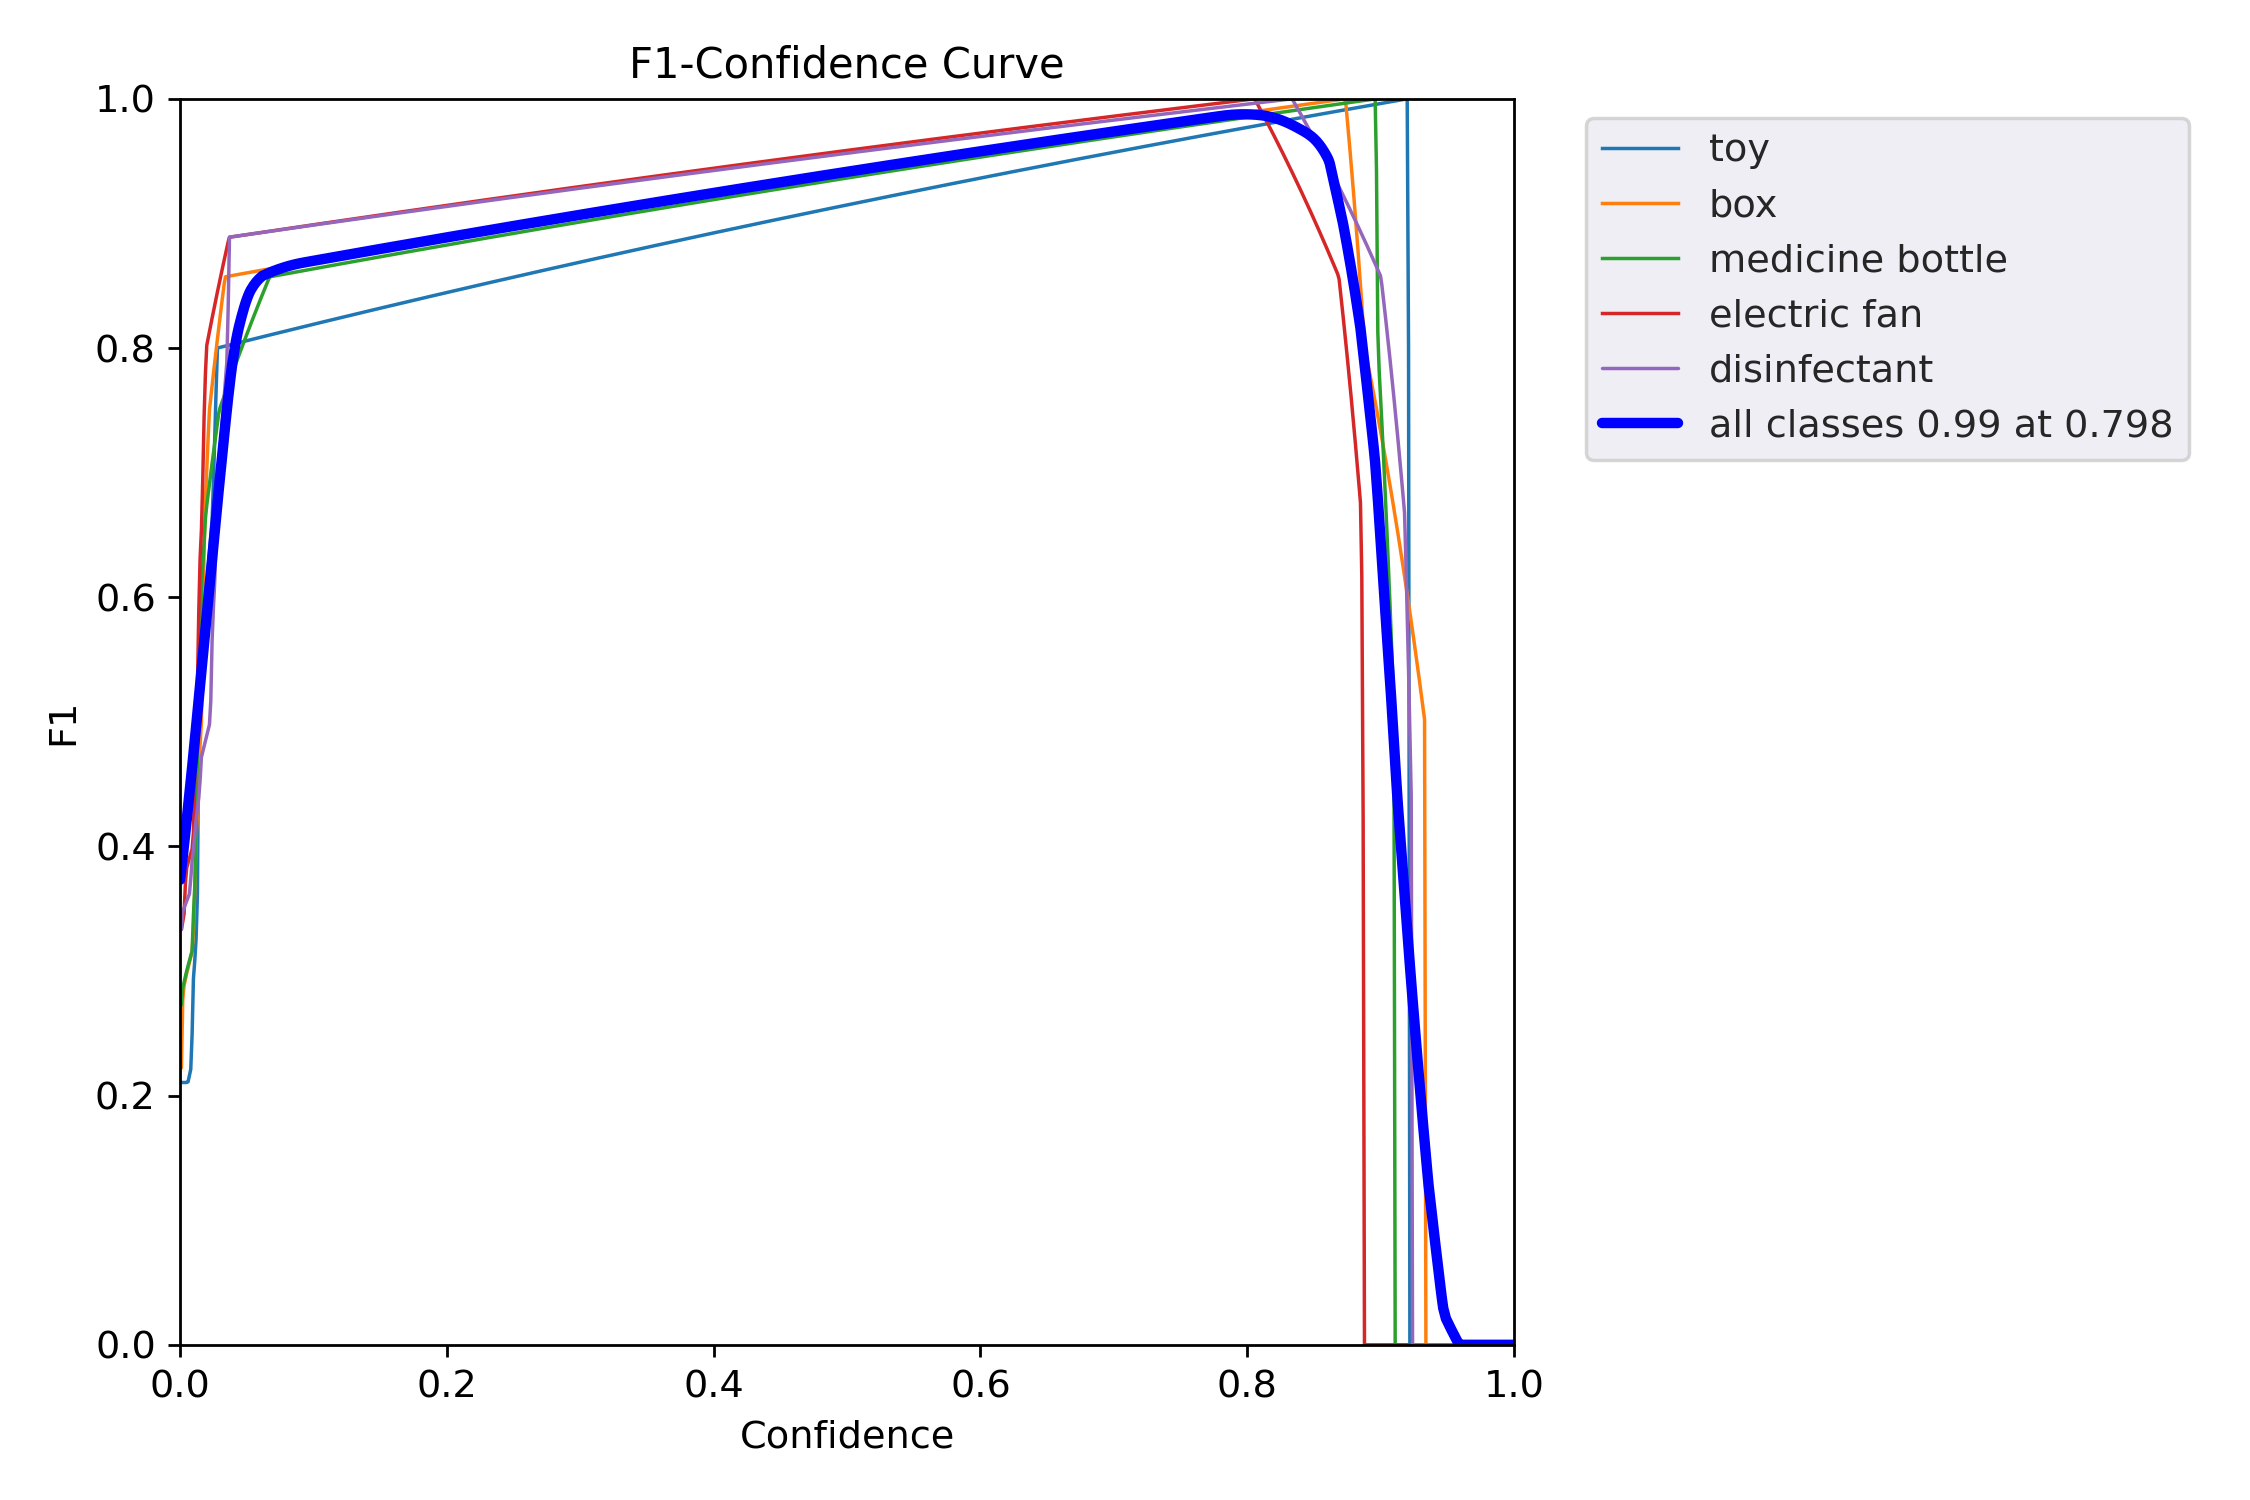 F1-Confidence Curve
1.0
0.8
0.6
0.4
0.2
0.0
F1
0.0 0.2 0.4 0.6 0.8 1.0
Confidence
toy
box
medicine bottle
electric fan
disinfectant
all classes 0.99 at 0.798